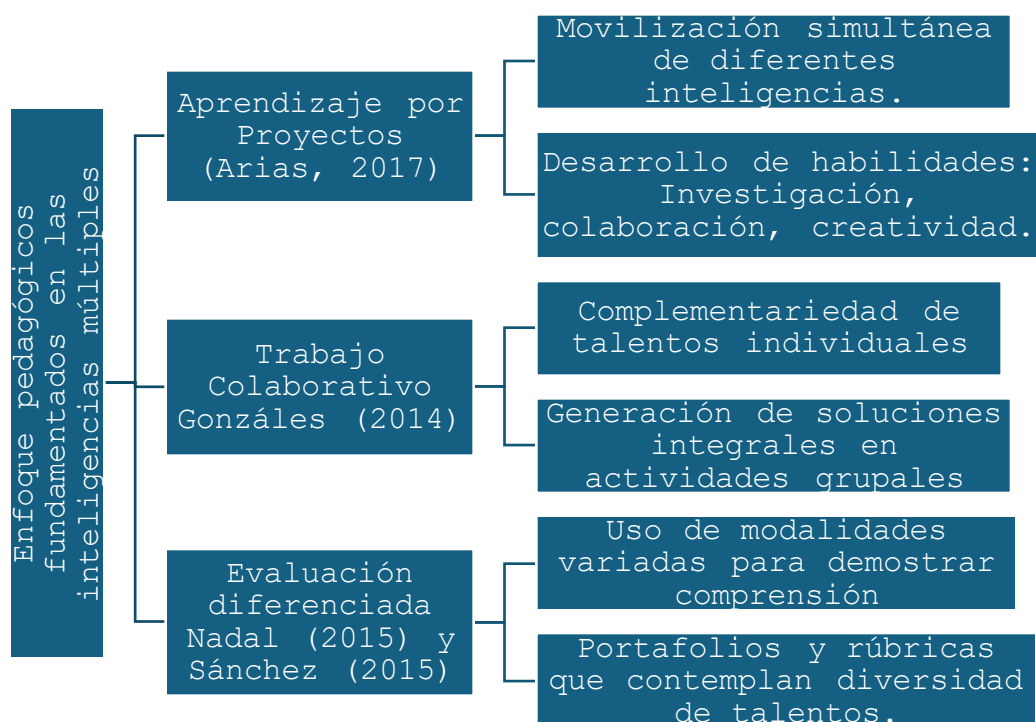 Enfoque pedagógicos
fundamentados en las
inteligencias múltiples
Aprendizaje por
Proyectos
(Arias, 2017)
Movilización simultánea
de diferentes
inteligencias.
Desarrollo de habilidades:
Investigación,
colaboración, creatividad.
Trabajo
Colaborativo
Gonzáles (2014)
Complementariedad de
talentos individuales
Generación de soluciones
integrales en
actividades grupales
Evaluación
diferenciada
Nadal (2015) y
Sánchez (2015)
Uso de modalidades
variadas para demostrar
comprensión
Portafolios y rúbricas
que contemplan diversidad
de talentos.